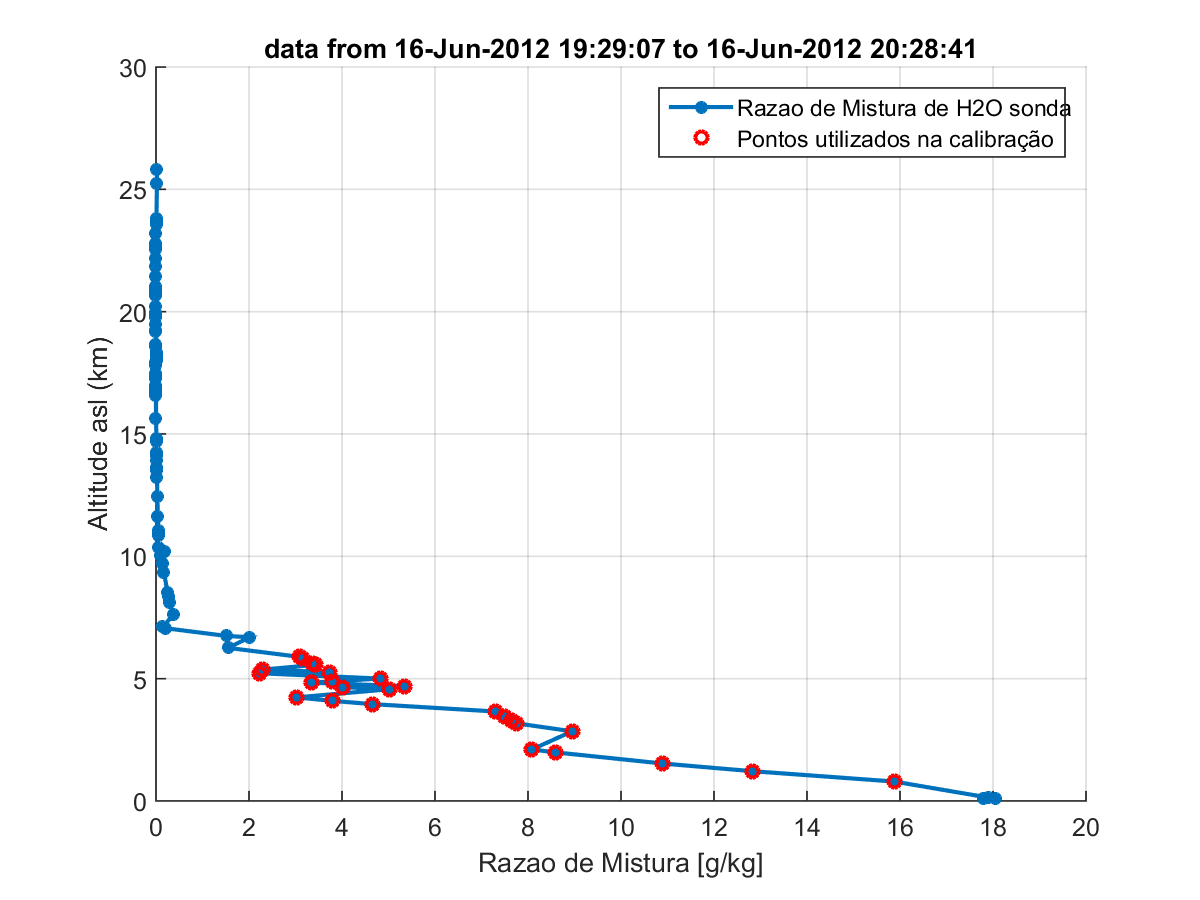 data from 16-Jun-2012 19:29:07 to 16-Jun-2012 20:28:41
Razao de Mistura de H2O sonda
Pontos utilizados na calibração
30
25
20
15
10
5
0
Altitude asl (km)
0 2 4 6 8 10 12 14 16 18 20
Razao de Mistura [g/kg]